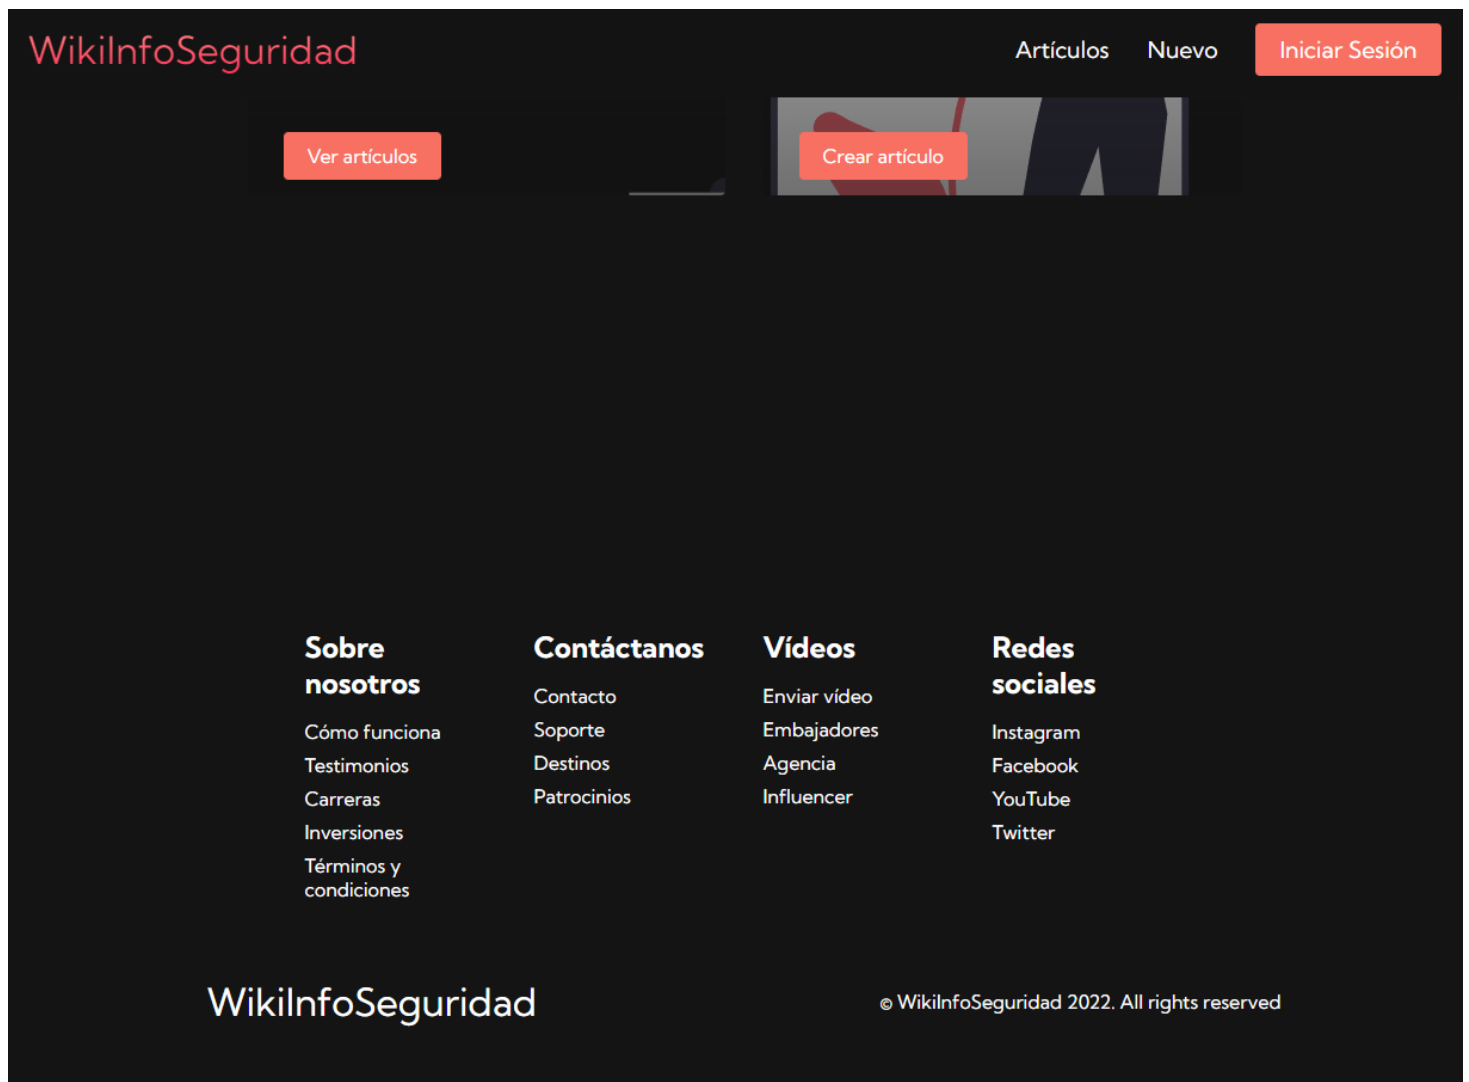 WikiInfoSeguridad
Artículos
Nuevo
Iniciar Sesión
Ver artículos
Crear artículo
Sobre
nosotros
Cómo funciona
Testimonios
Carreras
Inversiones
Términos y
condiciones
Contáctanos
Contacto
Soporte
Destinos
Patrocinios
Vídeos
Enviar vídeo
Embajadores
Agencia
Influencer
Redes
sociales
Instagram
Facebook
YouTube
Twitter
WikiInfoSeguridad
© WikiInfoSeguridad 2022. All rights reserved